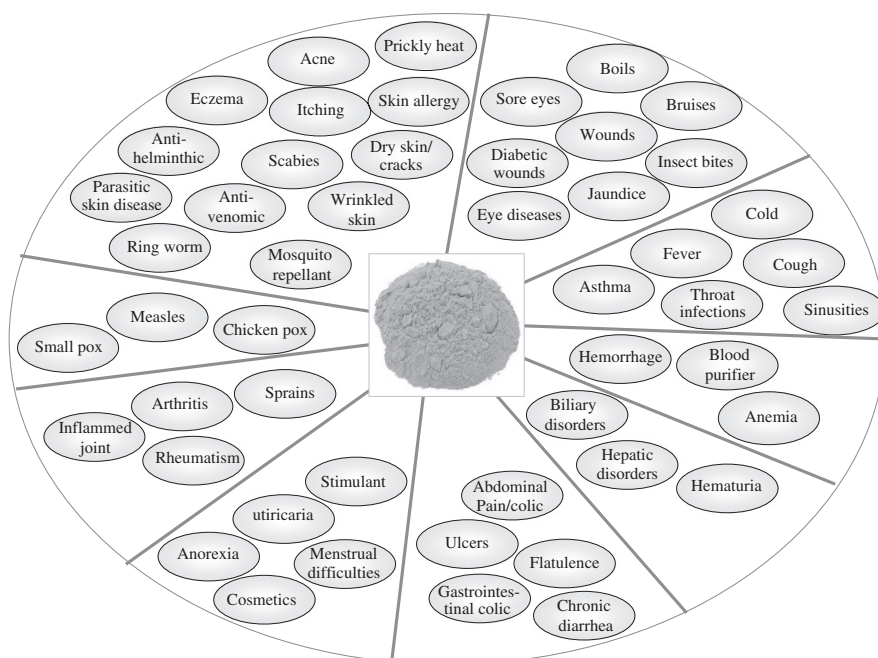 Prickly heat
Acne
Eczema
Itching
Skin allergy
Anti-
helminthic
Scabies
Dry skin/
cracks
Parasitic
skin disease
Anti-
venomic
Wrinkled
skin
Ring worm
Mosquito
repellant
Boils
Sore eyes
Bruises
Wounds
Diabetic
wounds
Insect bites
Jaundice
Eye diseases
Cold
Fever
Cough
Asthma
Throat
infections
Sinusities
Hemorrhage
Blood
purifier
Anemia
Biliary
disorders
Hepatic
disorders
Hematuria
Abdominal
Pain/colic
Ulcers
Flatulence
Gastrointes-
tinal colic
Chronic
diarrhea
Stimulant
utiricaria
Anorexia
Menstrual
difficulties
Cosmetics
Sprains
Arthritis
Inflammed
joint
Rheumatism
Measles
Small pox
Chicken pox